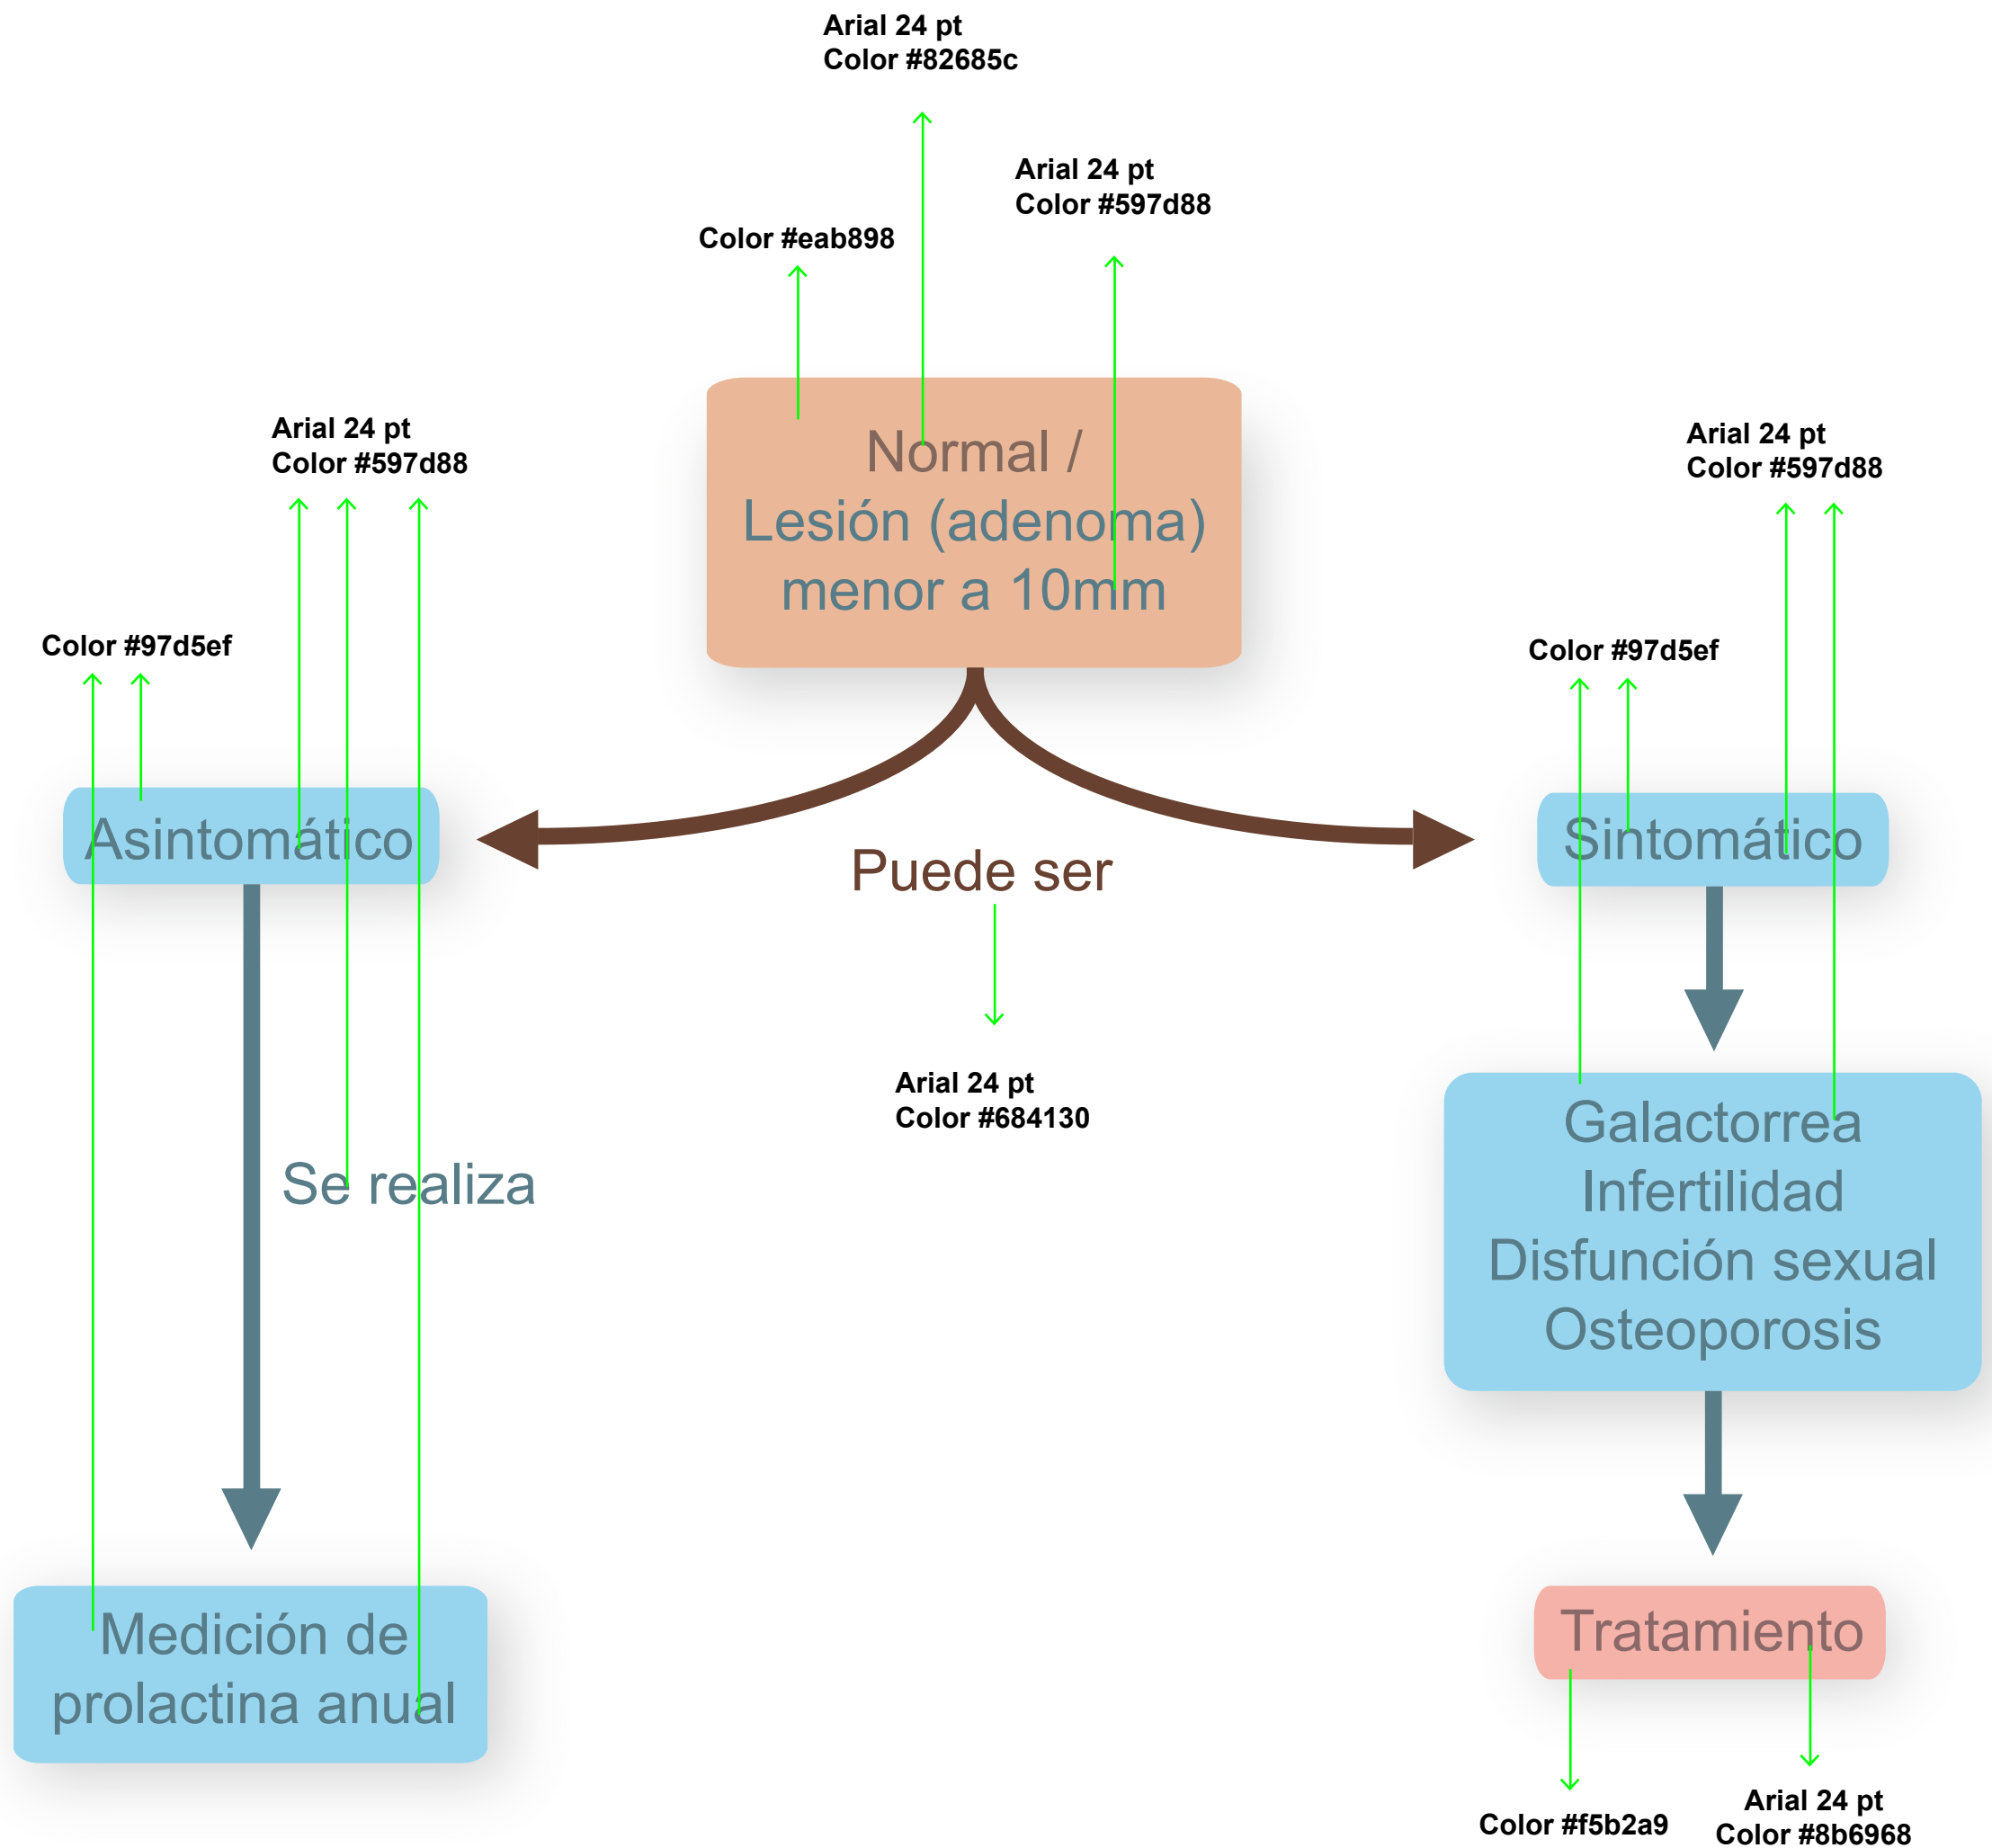 Arial 24 pt
Color #82685c
Arial 24 pt
Color #597d88
Color #eab898
Arial 24 pt
Color #597d88
Arial 24 pt
Color #597d88
Normal /
Lesión (adenoma)
menor a 10mm
Color #97d5ef
Color #97d5ef
Asintomático
Sintomático
Puede ser
Arial 24 pt
Color #684130
Se realiza
Galactorrea
Infertilidad
Disfunción sexual
Osteoporosis
Medición de
prolactina anual
Tratamiento
Color #f5b2a9
Arial 24 pt
Color #8b6968